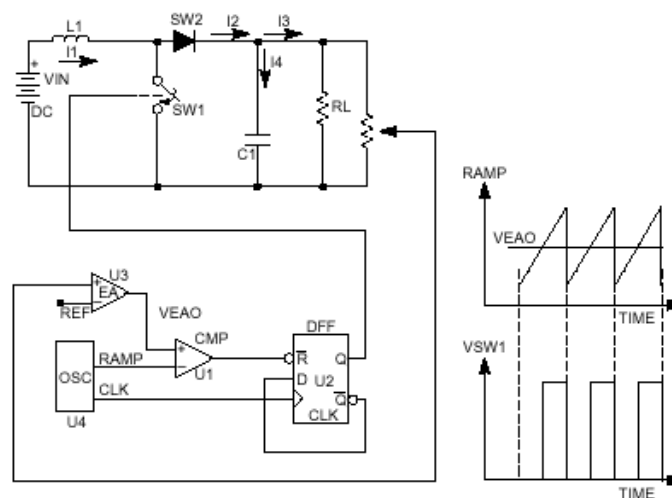 SW2
L1
I1
I2
I3
I4
+
VIN
DC
SW1
C1
RL
RAMP
VEAO
TIME
VSW1
TIME
U3
+
EA
−
REF
VEAO
CMP
+
−
U1
OSC
RAMP
CLK
U4
DFF
R
Q
D
U2
Q
CLK